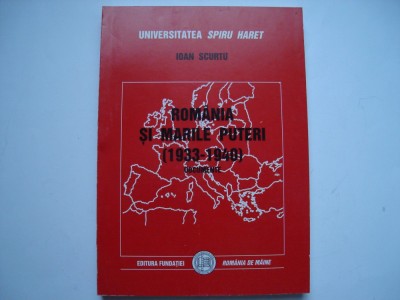 UNIVERSITATEA SPIRU HARET
IOAN SCURTU
ROMÂNIA
ŞI MARILE PUTERI
(1933-1940)
DOCUMENTE
EDITURA FUNDAŢIEI ROMÂNIA DE MÂINE